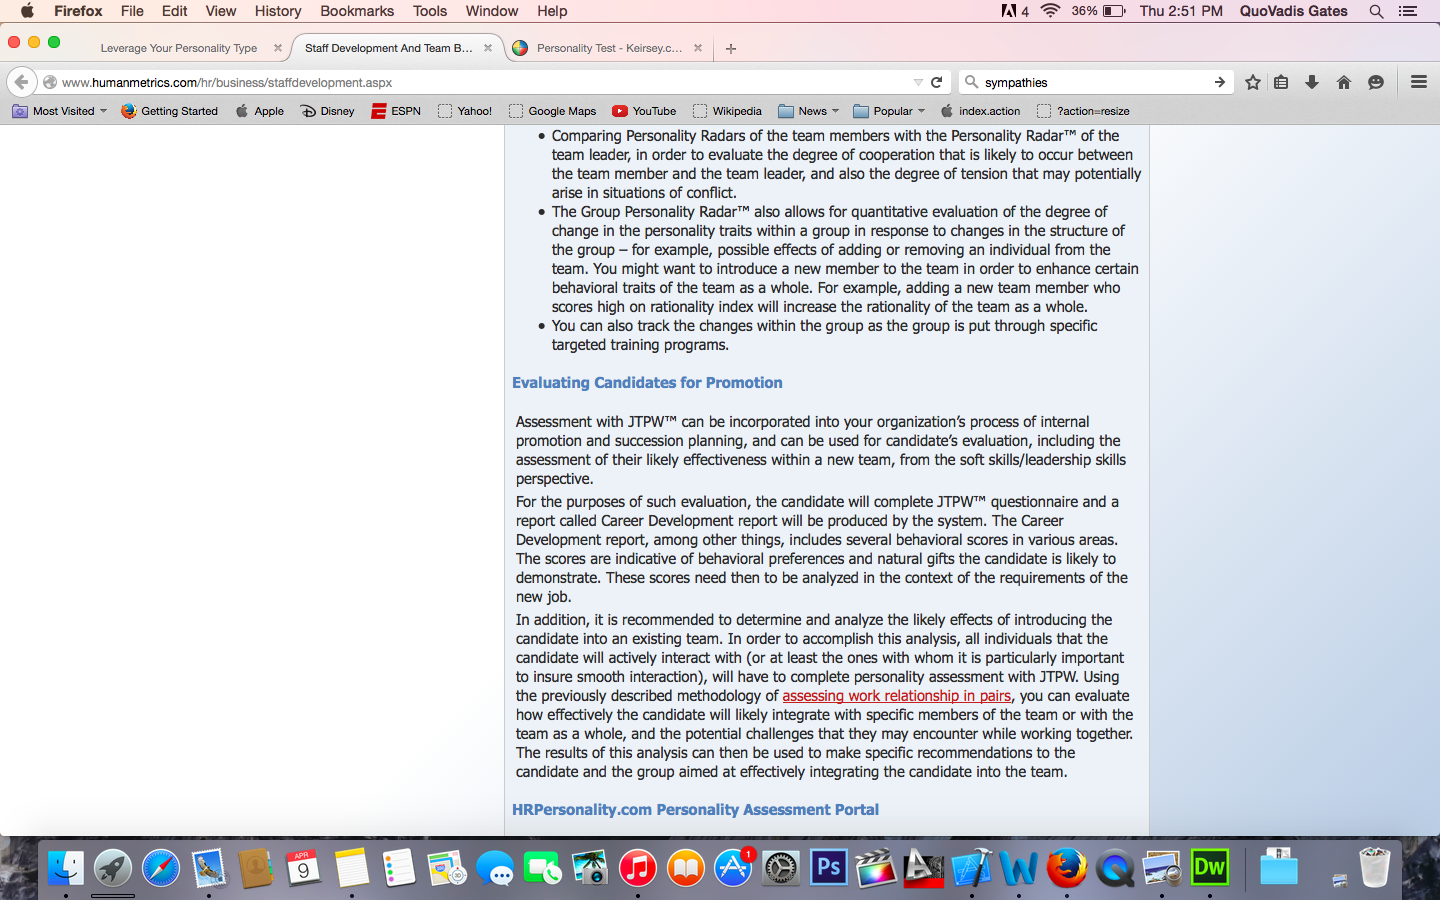 Firefox File Edit View History Bookmarks Tools Window Help 4 36% Thu 2:51 PM QuoVadis Gates
Leverage Your Personality Type Staff Development And Team B... Personality Test - Keirsey.c...
www.humanmetrics.com/hr/business/staffdevelopment.aspx sympathies
Most Visited Getting Started Apple Disney ESPN Yahoo! Google Maps YouTube Wikipedia News Popular index.action ?action=resize
• Comparing Personality Radars of the team members with the Personality Radar™ of the
team leader, in order to evaluate the degree of cooperation that is likely to occur between
the team member and the team leader, and also the degree of tension that may potentially
arise in situations of conflict.
• The Group Personality Radar™ also allows for quantitative evaluation of the degree of
change in the personality traits within a group in response to changes in the structure of
the group – for example, possible effects of adding or removing an individual from the
team. You might want to introduce a new member to the team in order to enhance certain
behavioral traits of the team as a whole. For example, adding a new team member who
scores high on rationality index will increase the rationality of the team as a whole.
• You can also track the changes within the group as the group is put through specific
targeted training programs.
Evaluating Candidates for Promotion
Assessment with JTPW™ can be incorporated into your organization's process of internal
promotion and succession planning, and can be used for candidate's evaluation, including the
assessment of their likely effectiveness within a new team, from the soft skills/leadership skills
perspective.
For the purposes of such evaluation, the candidate will complete JTPW™ questionnaire and a
report called Career Development report will be produced by the system. The Career
Development report, among other things, includes several behavioral scores in various areas.
The scores are indicative of behavioral preferences and natural gifts the candidate is likely to
demonstrate. These scores need then to be analyzed in the context of the requirements of the
new job.
In addition, it is recommended to determine and analyze the likely effects of introducing the
candidate into an existing team. In order to accomplish this analysis, all individuals that the
candidate will actively interact with (or at least the ones with whom it is particularly important
to insure smooth interaction), will have to complete personality assessment with JTPW. Using
the previously described methodology of assessing work relationship in pairs, you can evaluate
how effectively the candidate will likely integrate with specific members of the team or with the
team as a whole, and the potential challenges that they may encounter while working together.
The results of this analysis can then be used to make specific recommendations to the
candidate and the group aimed at effectively integrating the candidate into the team.
HRPersonality.com Personality Assessment Portal
APR
9
1
Ps
Dw